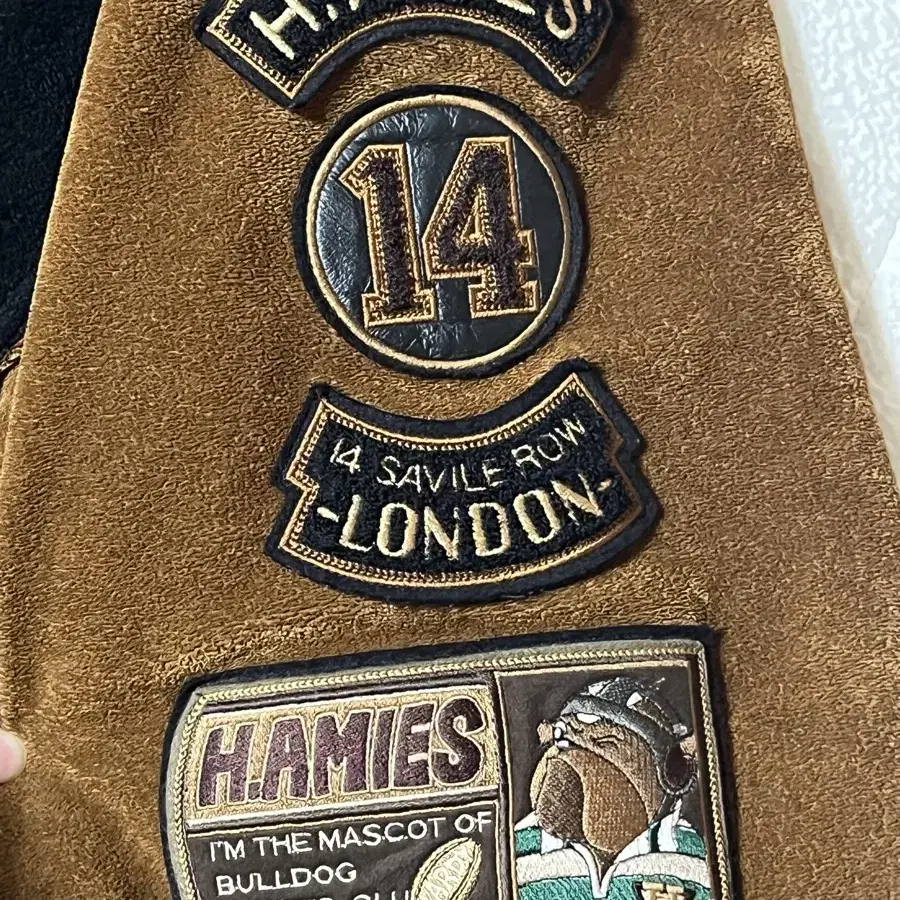 14
14 SAVILE ROW
-LONDON-
H.AMIES
I'M THE MASCOT OF
BULLDOG